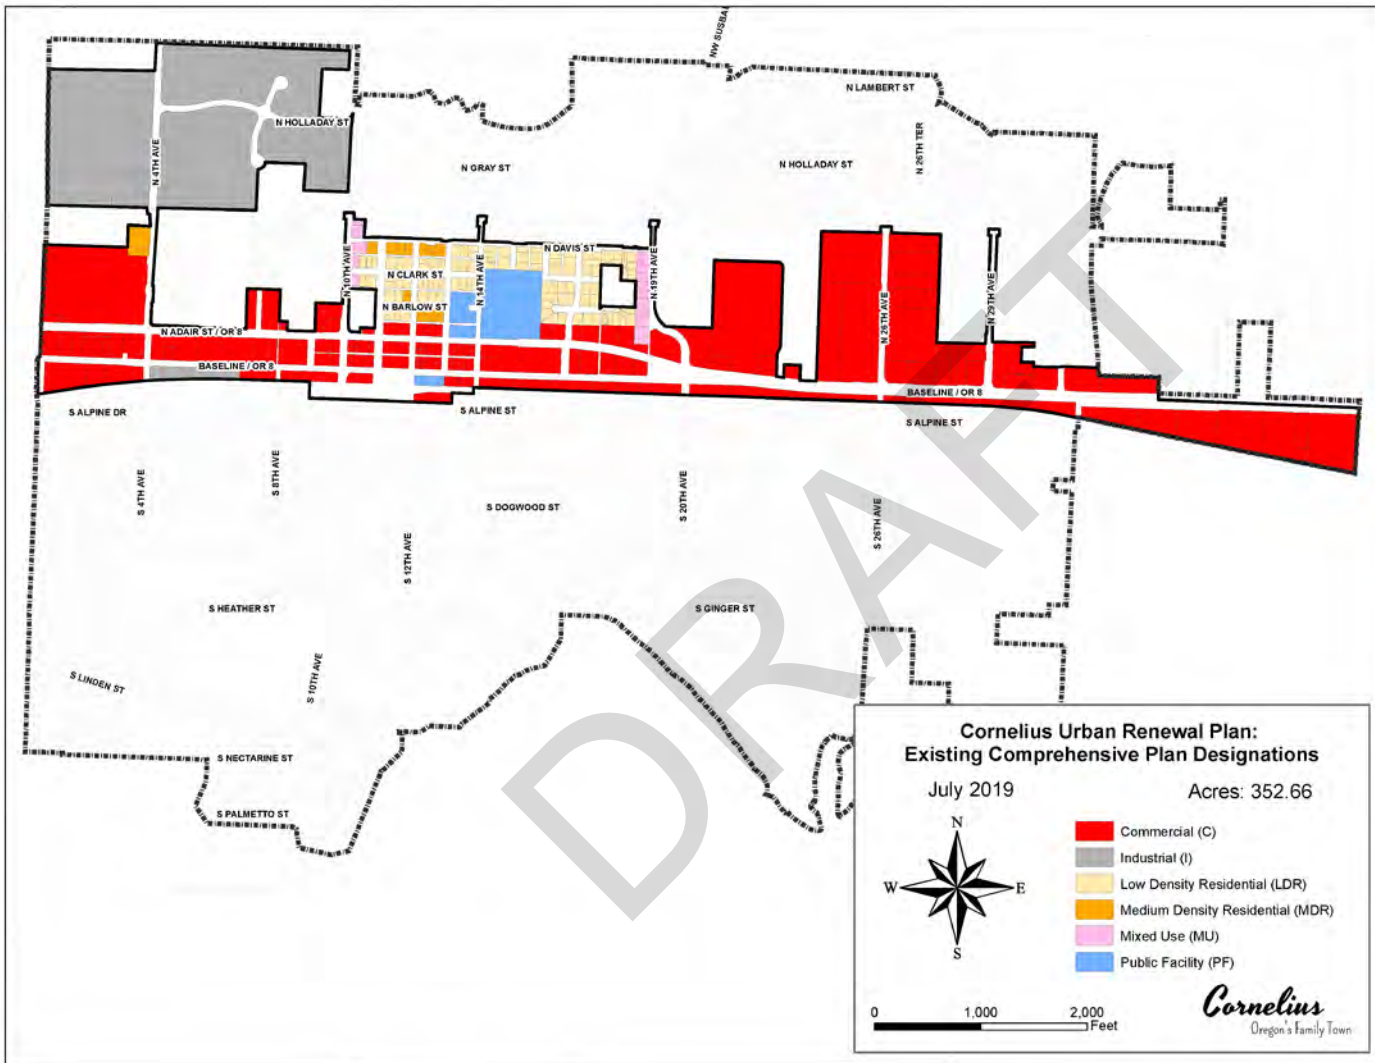 NW SUSBAU
N LAMBERT ST
N HOLLADAY ST
N 4TH AVE
N GRAY ST
N HOLLADAY ST
N 26TH TER
N DAVIS ST
N 10TH AVE
N CLARK ST
N 14TH AVE
N 19TH AVE
N BARLOW ST
N 26TH AVE
N 29TH AVE
N ADAIR ST / OR 8
BASELINE / OR 8
BASELINE / OR 8
S ALPINE DR
S ALPINE ST
S ALPINE ST
S 4TH AVE
S 8TH AVE
S DOGWOOD ST
S 20TH AVE
S 26TH AVE
S 12TH AVE
S HEATHER ST
S GINGER ST
S LINDEN ST
S 10TH AVE
S NECTARINE ST
S PALMETTO ST
DRAFT
Cornelius Urban Renewal Plan:
Existing Comprehensive Plan Designations
July 2019
Acres: 352.66
N
W
E
S
Commercial (C)
Industrial (I)
Low Density Residential (LDR)
Medium Density Residential (MDR)
Mixed Use (MU)
Public Facility (PF)
0 1,000 2,000
Feet
Cornelius
Oregon's Family Town